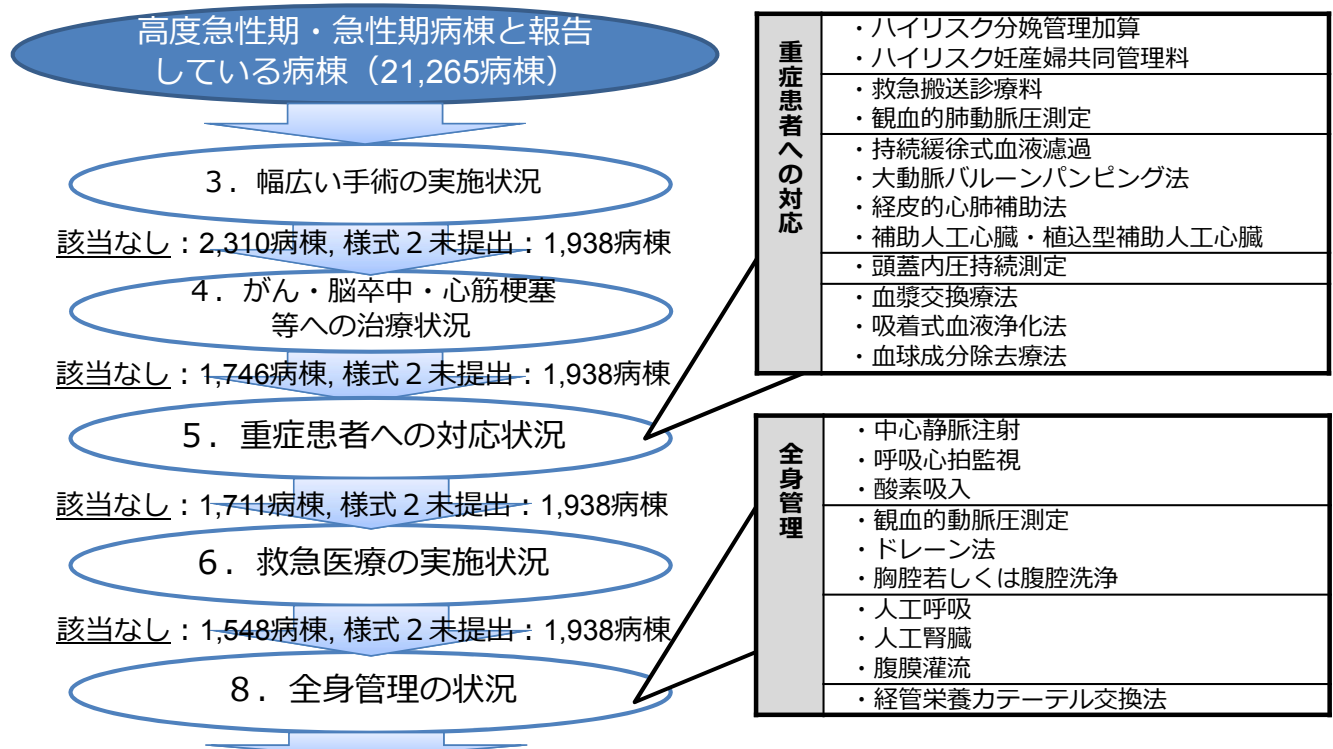 高度急性期・急性期病棟と報告
している病棟（21,265病棟）
３．幅広い手術の実施状況
該当なし：2,310病棟, 様式２未提出：1,938病棟
４．がん・脳卒中・心筋梗塞
等への治療状況
該当なし：1,746病棟, 様式２未提出：1,938病棟
５．重症患者への対応状況
該当なし：1,711病棟, 様式２未提出：1,938病棟
６．救急医療の実施状況
該当なし：1,548病棟, 様式２未提出：1,938病棟
８．全身管理の状況
重症患者への対応
・ハイリスク分娩管理加算
・ハイリスク妊産婦共同管理料
・救急搬送診療料
・観血的肺動脈圧測定
・持続緩徐式血液濾過
・大動脈バルーンパンピング法
・経皮的心肺補助法
・補助人工心臓・植込型補助人工心臓
・頭蓋内圧持続測定
・血漿交換療法
・吸着式血液浄化法
・血球成分除去療法
全身管理
・中心静脈注射
・呼吸心拍監視
・酸素吸入
・観血的動脈圧測定
・ドレーン法
・胸腔若しくは腹腔洗浄
・人工呼吸
・人工腎臓
・腹膜灌流
・経管栄養カテーテル交換法